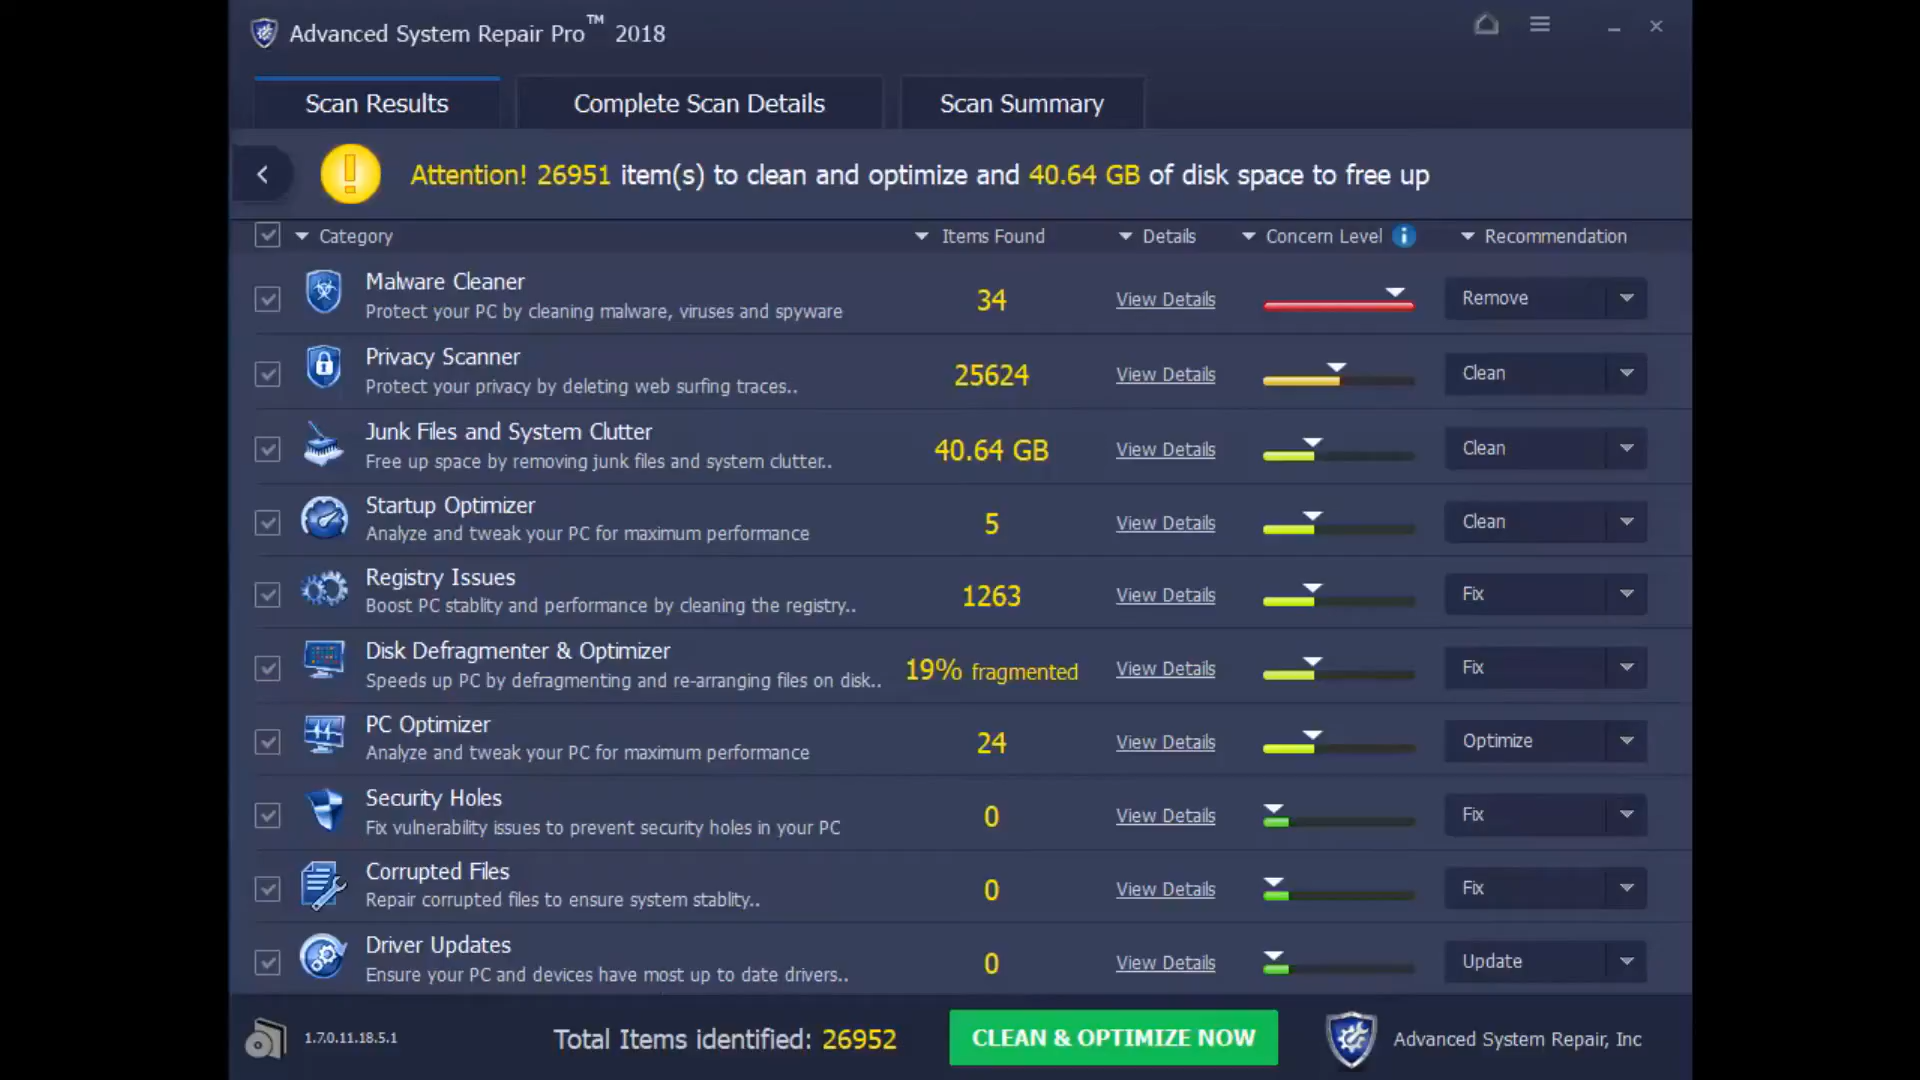 Advanced System Repair Pro™ 2018
Scan Results
Complete Scan Details
Scan Summary
Attention! 26951 item(s) to clean and optimize and 40.64 GB of disk space to free up
Category
Items Found
Details
Concern Level
Recommendation
Malware Cleaner
Protect your PC by cleaning malware, viruses and spyware
34
View Details
Remove
Privacy Scanner
Protect your privacy by deleting web surfing traces..
25624
View Details
Clean
Junk Files and System Clutter
Free up space by removing junk files and system clutter..
40.64 GB
View Details
Clean
Startup Optimizer
Analyze and tweak your PC for maximum performance
5
View Details
Clean
Registry Issues
Boost PC stablity and performance by cleaning the registry..
1263
View Details
Fix
Disk Defragmenter & Optimizer
Speeds up PC by defragmenting and re-arranging files on disk..
19% fragmented
View Details
Fix
PC Optimizer
Analyze and tweak your PC for maximum performance
24
View Details
Optimize
Security Holes
Fix vulnerability issues to prevent security holes in your PC
0
View Details
Fix
Corrupted Files
Repair corrupted files to ensure system stablity..
0
View Details
Fix
Driver Updates
Ensure your PC and devices have most up to date drivers..
0
View Details
Update
1.7.0.11.18.5.1
Total Items identified: 26952
CLEAN & OPTIMIZE NOW
Advanced System Repair, Inc